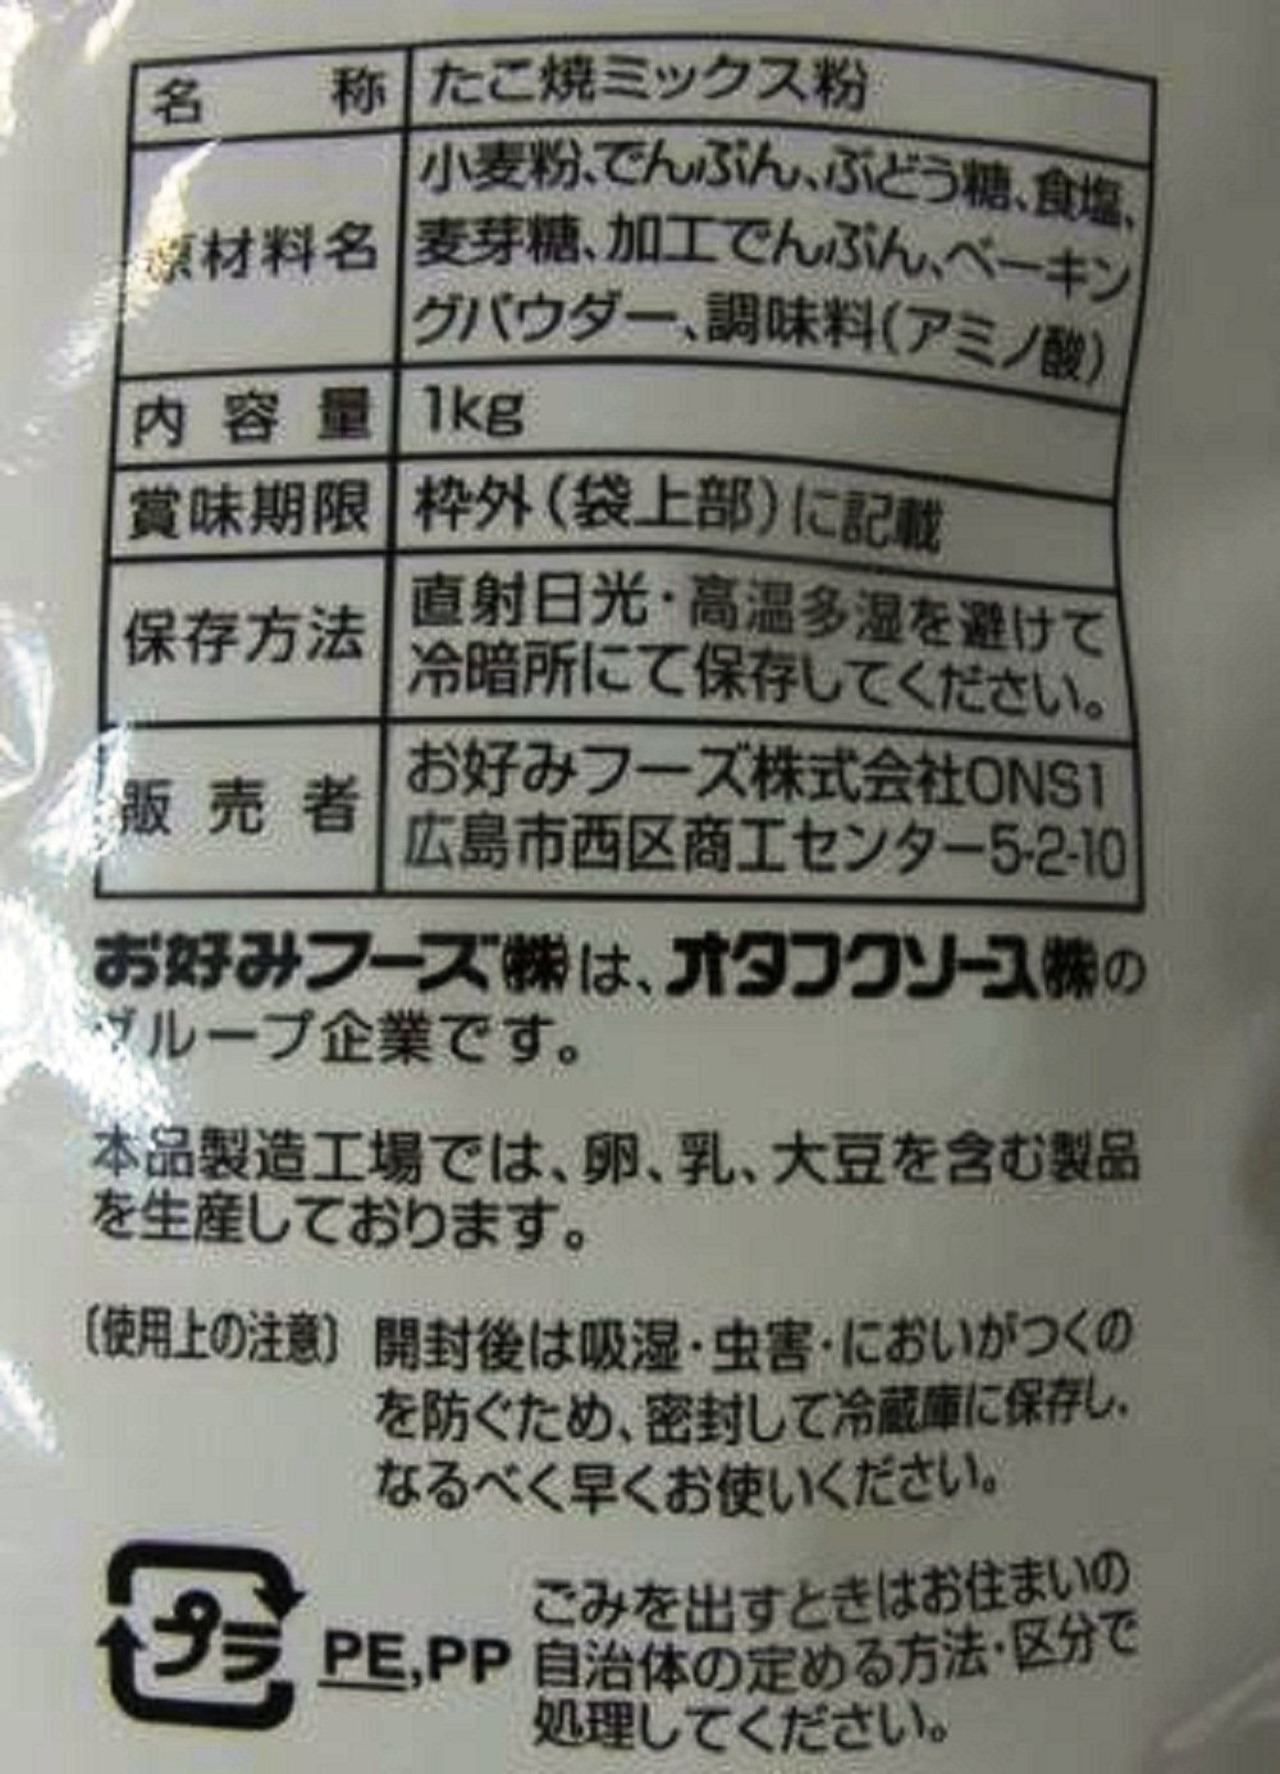 名称 たこ焼ミックス粉
原材料名 小麦粉、でんぷん、ぶどう糖、食塩、
麦芽糖、加工でんぷん、ベーキン
グパウダー、調味料(アミノ酸)
内容量 1kg
賞味期限 枠外(袋上部)に記載
保存方法 直射日光・高温多湿を避けて
冷暗所にて保存してください。
販売者 お好みフーズ株式会社ONS1
広島市西区商工センター5-2-10
お好みフーズ㈱は、オタフクソース㈱の
グループ企業です。
本品製造工場では、卵、乳、大豆を含む製品
を生産しております。
〔使用上の注意〕 開封後は吸湿・虫害・においがつくの
を防ぐため、密封して冷蔵庫に保存し、
なるべく早くお使いください。
プラ PE,PP
ごみを出すときはお住まいの
自治体の定める方法・区分で
処理してください。